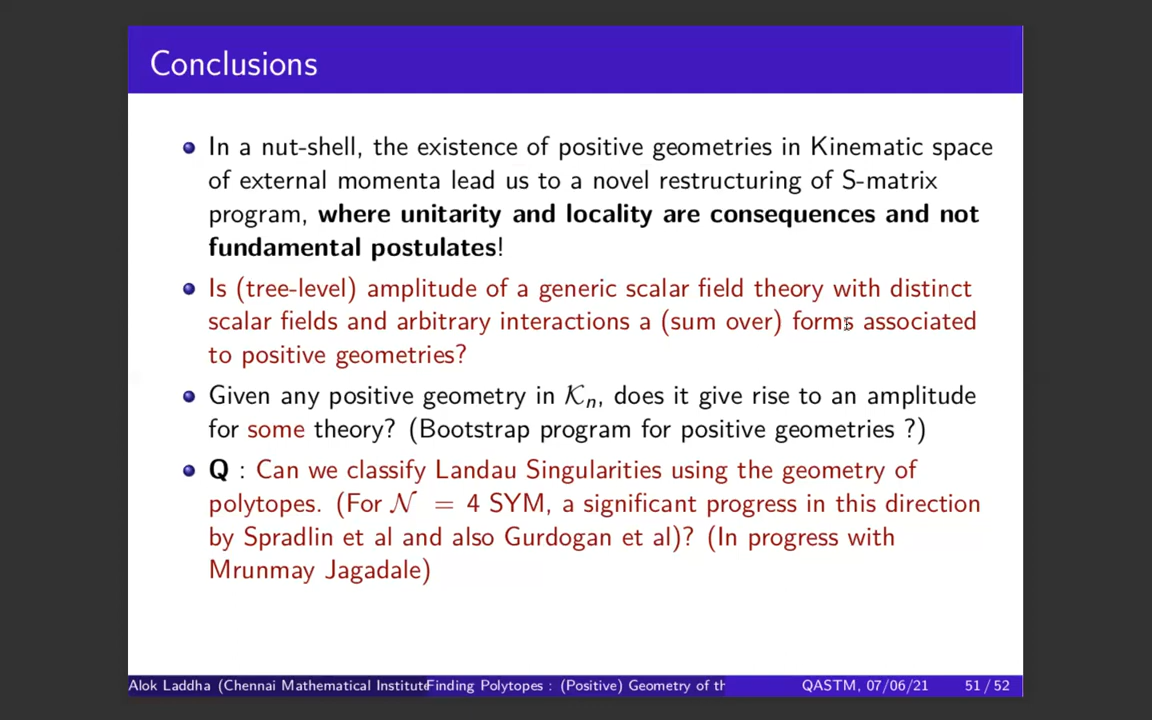 Conclusions
In a nut-shell, the existence of positive geometries in Kinematic space
of external momenta lead us to a novel restructuring of S-matrix
program, where unitarity and locality are consequences and not
fundamental postulates!
Is (tree-level) amplitude of a generic scalar field theory with distinct
scalar fields and arbitrary interactions a (sum over) forms associated
to positive geometries?
Given any positive geometry in 𝒦ₙ, does it give rise to an amplitude
for some theory? (Bootstrap program for positive geometries ?)
Q : Can we classify Landau Singularities using the geometry of
polytopes. (For 𝒩 = 4 SYM, a significant progress in this direction
by Spradlin et al and also Gurdogan et al)? (In progress with
Mrunmay Jagadale)
Alok Laddha (Chennai Mathematical Institute Finding Polytopes : (Positive) Geometry of th QASTM, 07/06/21 51 / 52